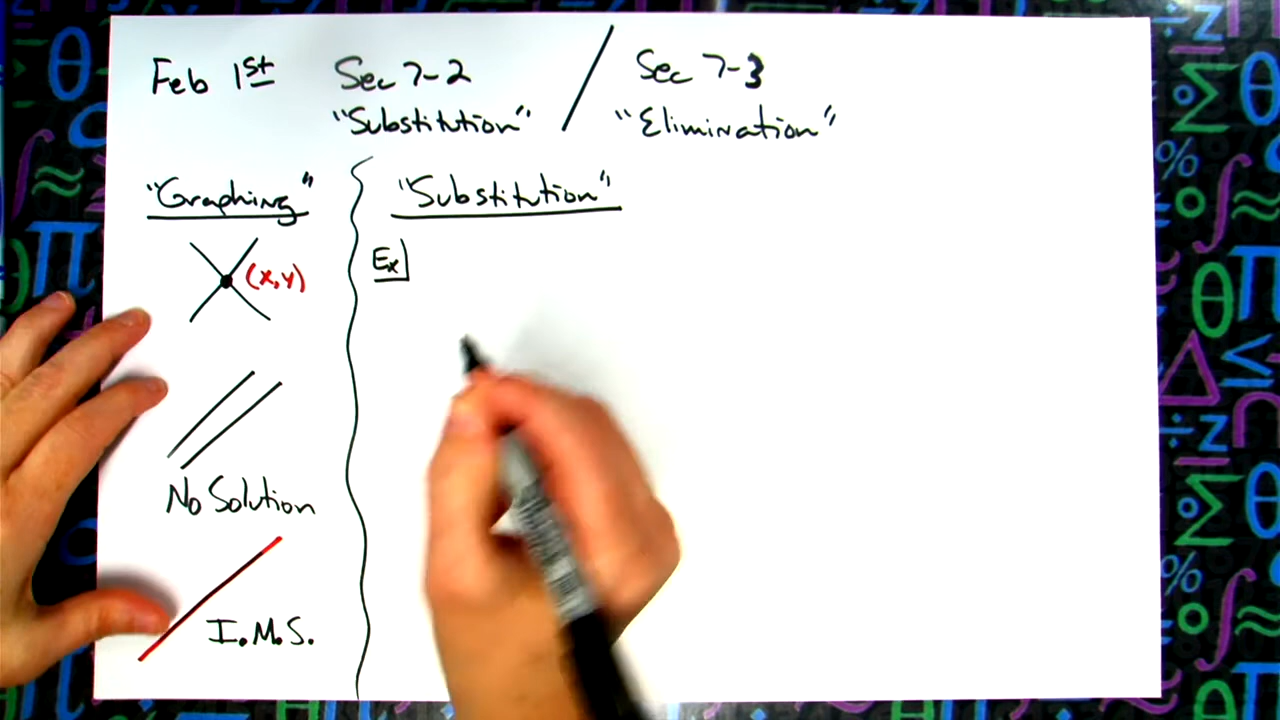 Feb 1st Sec 7-2 / Sec 7-3
"Substitution" "Elimination"
"Graphing" "Substitution"
Ex
(x,y)
No Solution
I.M.S.